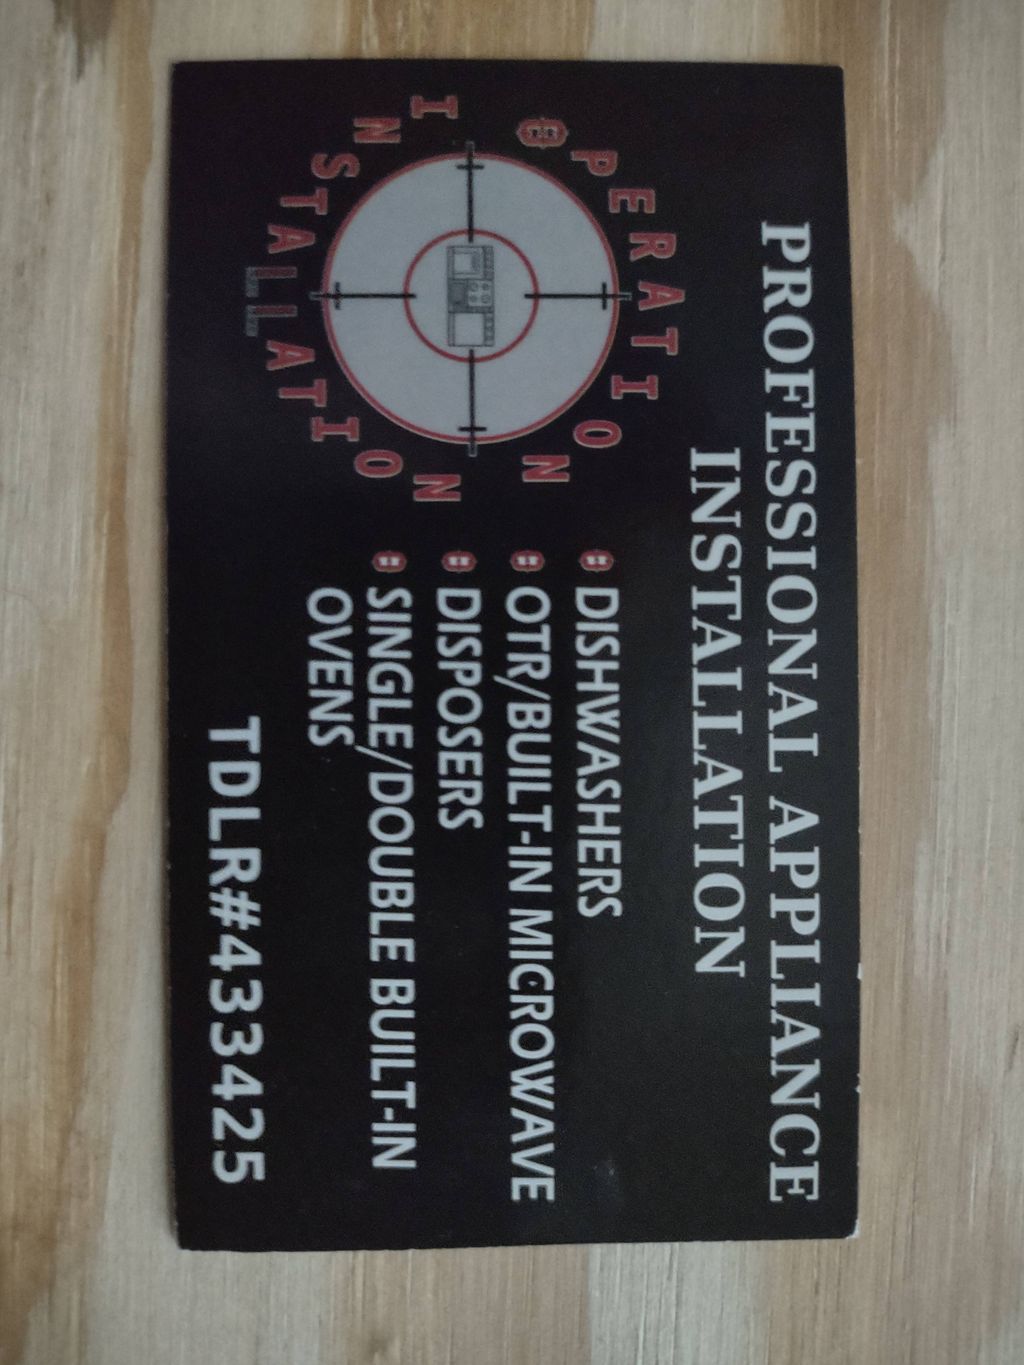 PROFESSIONAL APPLIANCE
INSTALLATION
OPERATION
INSTALLATION
DISHWASHERS
OTR/BUILT-IN MICROWAVE
DISPOSERS
SINGLE/DOUBLE BUILT-IN
OVENS
TDLR#433425